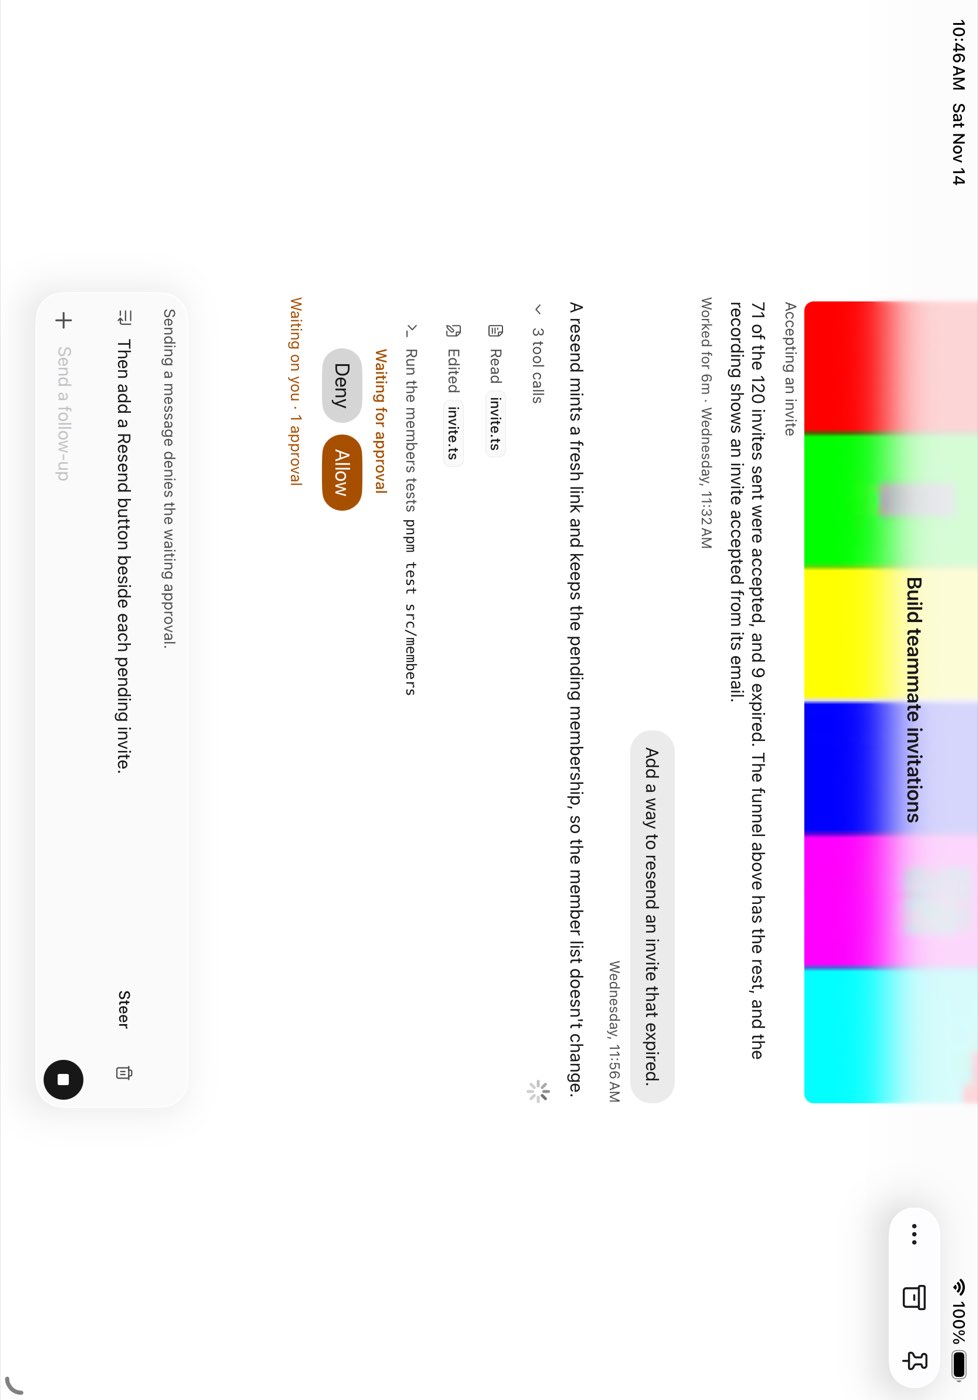 10:46 AM Sat Nov 14
100%
Build teammate invitations
Accepting an invite
71 of the 120 invites sent were accepted, and 9 expired. The funnel above has the rest, and the
recording shows an invite accepted from its email.
Worked for 6m · Wednesday, 11:32 AM
Add a way to resend an invite that expired.
Wednesday, 11:56 AM
A resend mints a fresh link and keeps the pending membership, so the member list doesn't change.
3 tool calls
Read invite.ts
Edited invite.ts
Run the members tests pnpm test src/members
Waiting for approval
Deny Allow
Waiting on you · 1 approval
Sending a message denies the waiting approval.
Then add a Resend button beside each pending invite. Steer
Send a follow-up